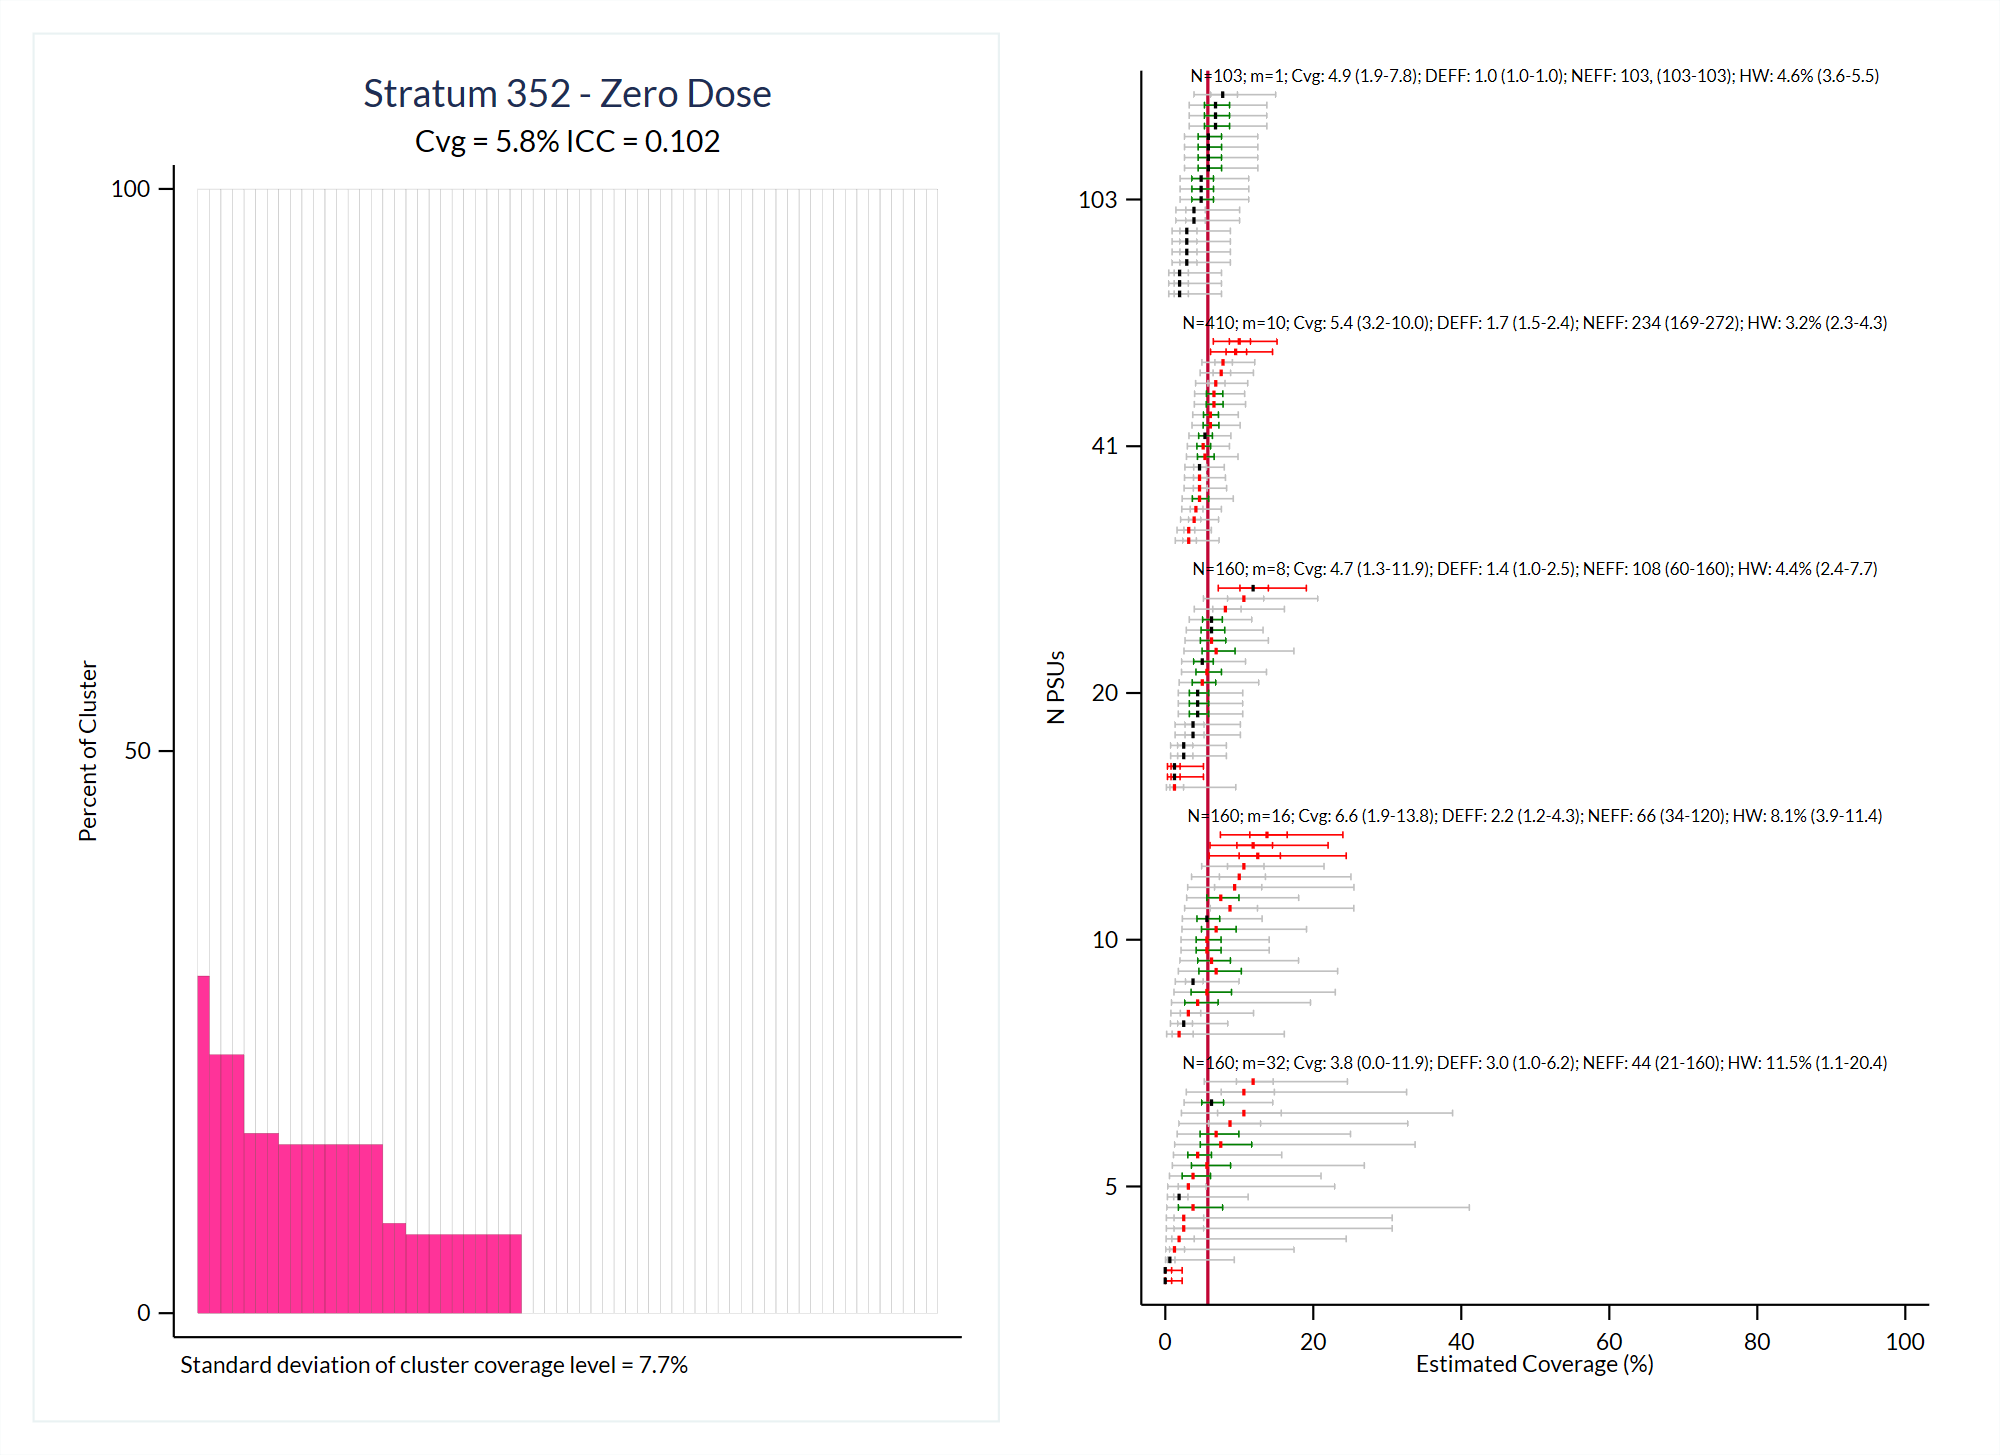 Stratum 352 - Zero Dose
Cvg = 5.8% ICC = 0.102
100
50
0
Percent of Cluster
Standard deviation of cluster coverage level = 7.7%
N=103; m=1; Cvg: 4.9 (1.9-7.8); DEFF: 1.0 (1.0-1.0); NEFF: 103, (103-103); HW: 4.6% (3.6-5.5)
103
N=410; m=10; Cvg: 5.4 (3.2-10.0); DEFF: 1.7 (1.5-2.4); NEFF: 234 (169-272); HW: 3.2% (2.3-4.3)
41
N=160; m=8; Cvg: 4.7 (1.3-11.9); DEFF: 1.4 (1.0-2.5); NEFF: 108 (60-160); HW: 4.4% (2.4-7.7)
N PSUs
20
N=160; m=16; Cvg: 6.6 (1.9-13.8); DEFF: 2.2 (1.2-4.3); NEFF: 66 (34-120); HW: 8.1% (3.9-11.4)
10
N=160; m=32; Cvg: 3.8 (0.0-11.9); DEFF: 3.0 (1.0-6.2); NEFF: 44 (21-160); HW: 11.5% (1.1-20.4)
5
0 20 40 60 80 100
Estimated Coverage (%)